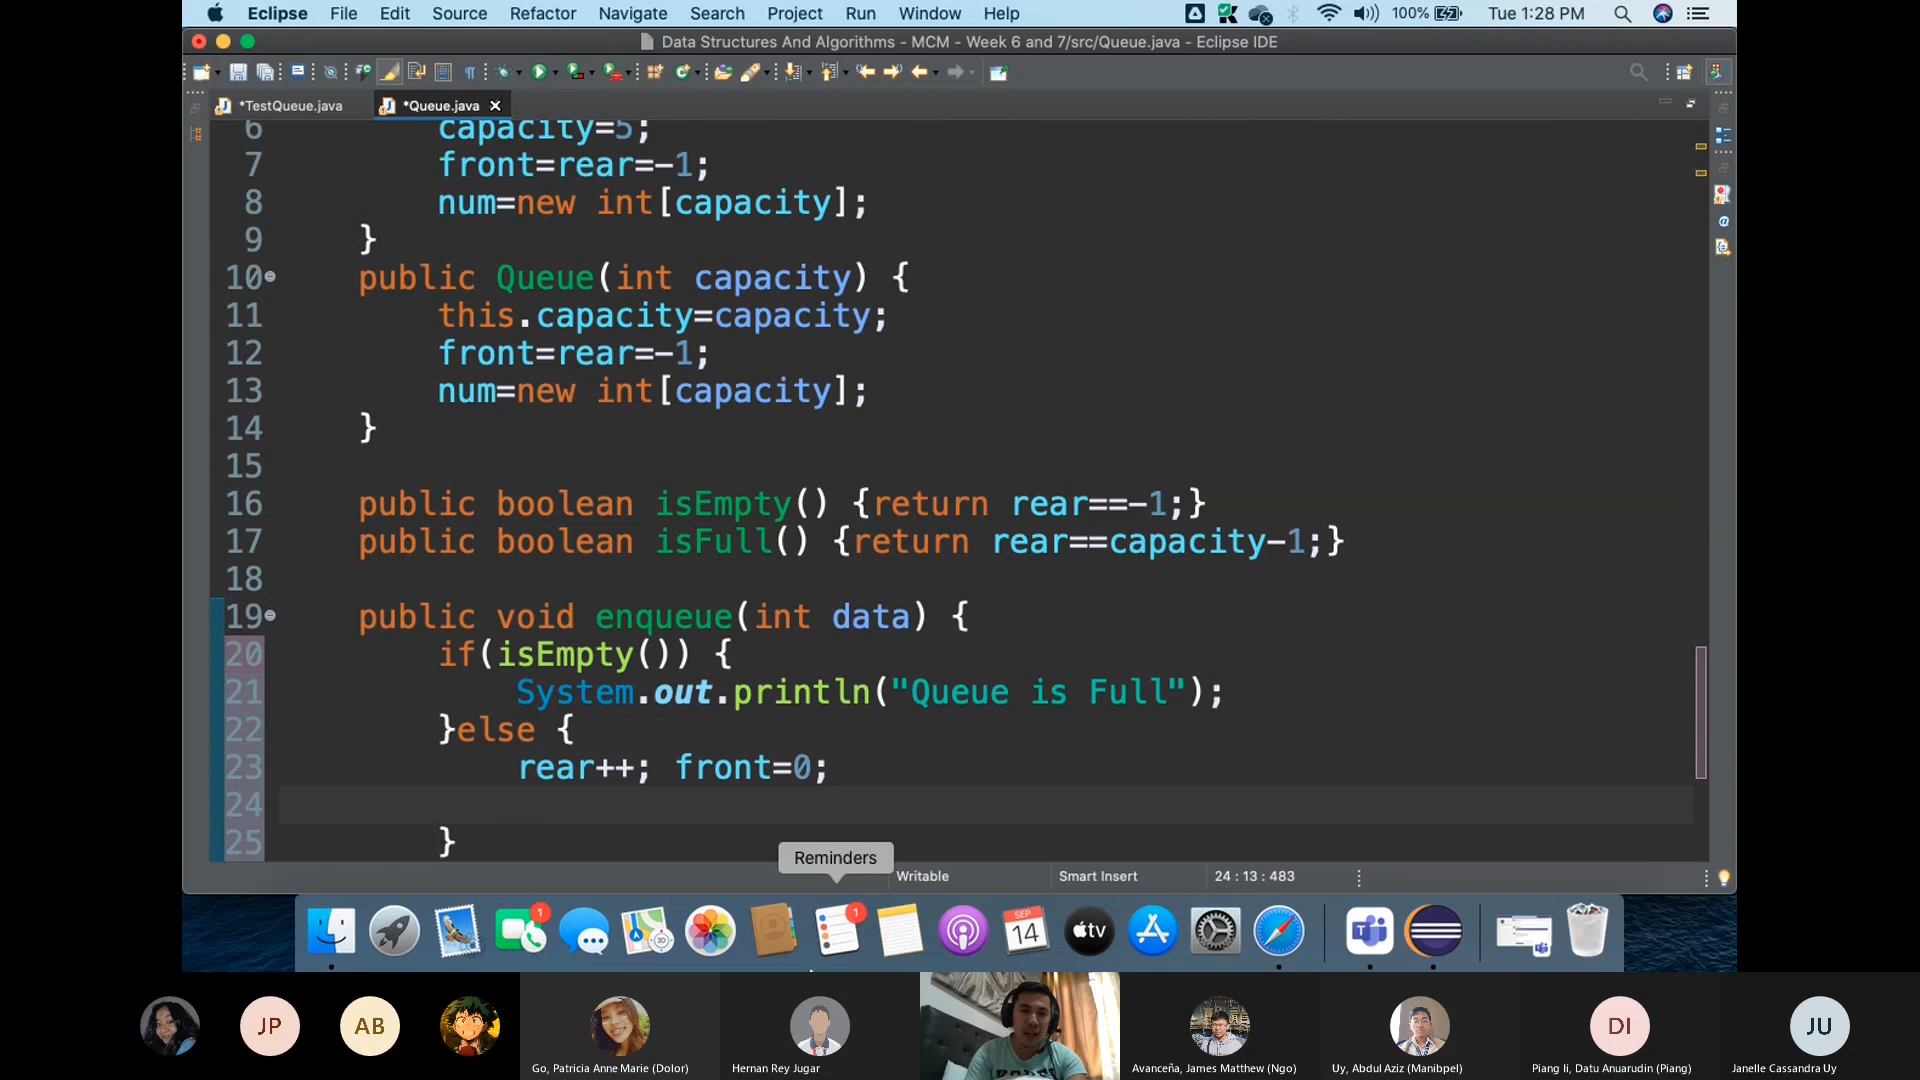 Eclipse File Edit Source Refactor Navigate Search Project Run Window Help 100% Tue 1:28 PM
Data Structures And Algorithms - MCM - Week 6 and 7/src/Queue.java - Eclipse IDE
*TestQueue.java *Queue.java
6 capacity=5;
7 front=rear=-1;
8 num=new int[capacity];
9 }
10 public Queue(int capacity) {
11 this.capacity=capacity;
12 front=rear=-1;
13 num=new int[capacity];
14 }
15
16 public boolean isEmpty() {return rear==-1;}
17 public boolean isFull() {return rear==capacity-1;}
18
19 public void enqueue(int data) {
20 if(isEmpty()) {
21 System.out.println("Queue is Full");
22 }else {
23 rear++; front=0;
24
25 }
Reminders
Writable Smart Insert 24 : 13 : 483
1 1 SEP 14 tv
JP AB DI JU
Go, Patricia Anne Marie (Dolor) Hernan Rey Jugar Avanceña, James Matthew (Ngo) Uy, Abdul Aziz (Manibpel) Piang Ii, Datu Anuarudin (Piang) Janelle Cassandra Uy